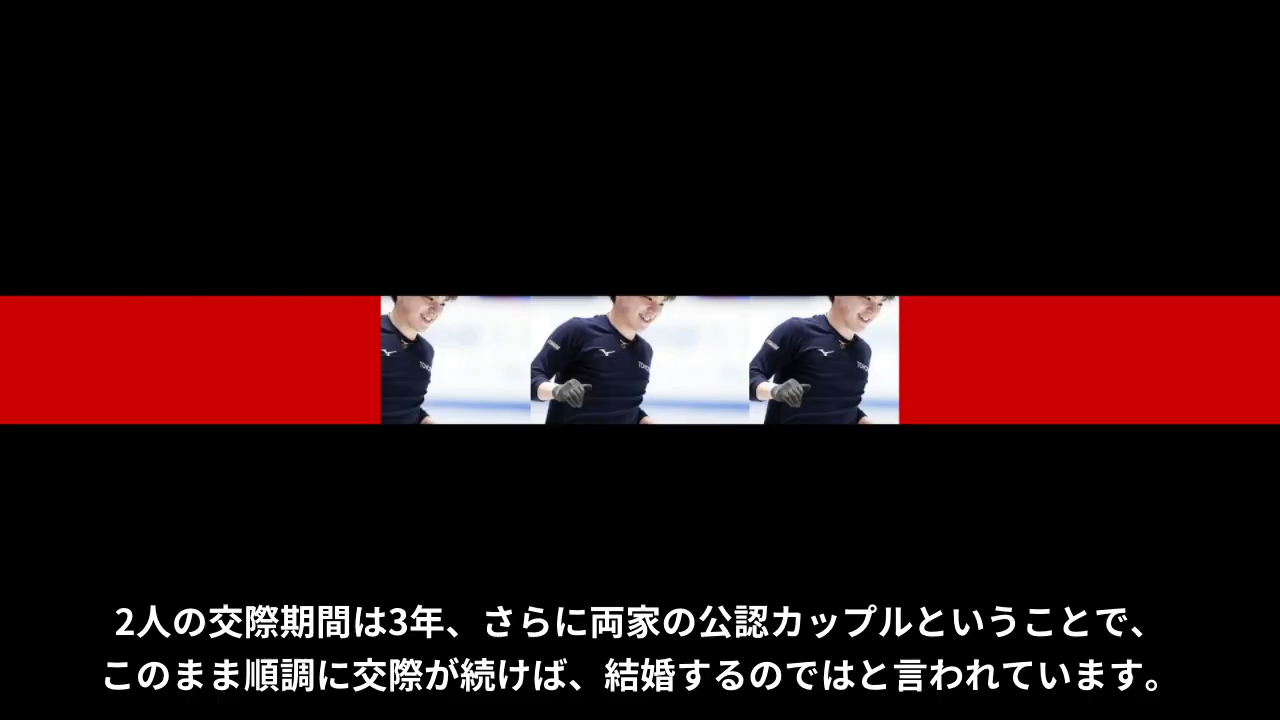 2人の交際期間は3年、さらに両家の公認カップルということで、
このまま順調に交際が続けば、結婚するのではと言われています。